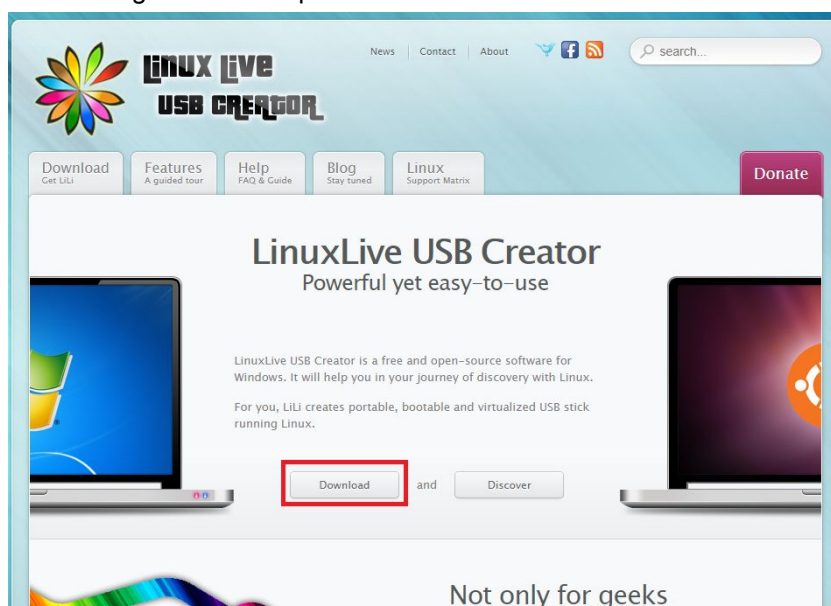 Linux Live
USB Creator
News | Contact | About
search...
Download
Get LiLi
Features
A guided tour
Help
FAQ & Guide
Blog
Stay tuned
Linux
Support Matrix
Donate
LinuxLive USB Creator
Powerful yet easy-to-use
LinuxLive USB Creator is a free and open-source software for
Windows. It will help you in your journey of discovery with Linux.
For you, LiLi creates portable, bootable and virtualized USB stick
running Linux.
Download and Discover
Not only for geeks